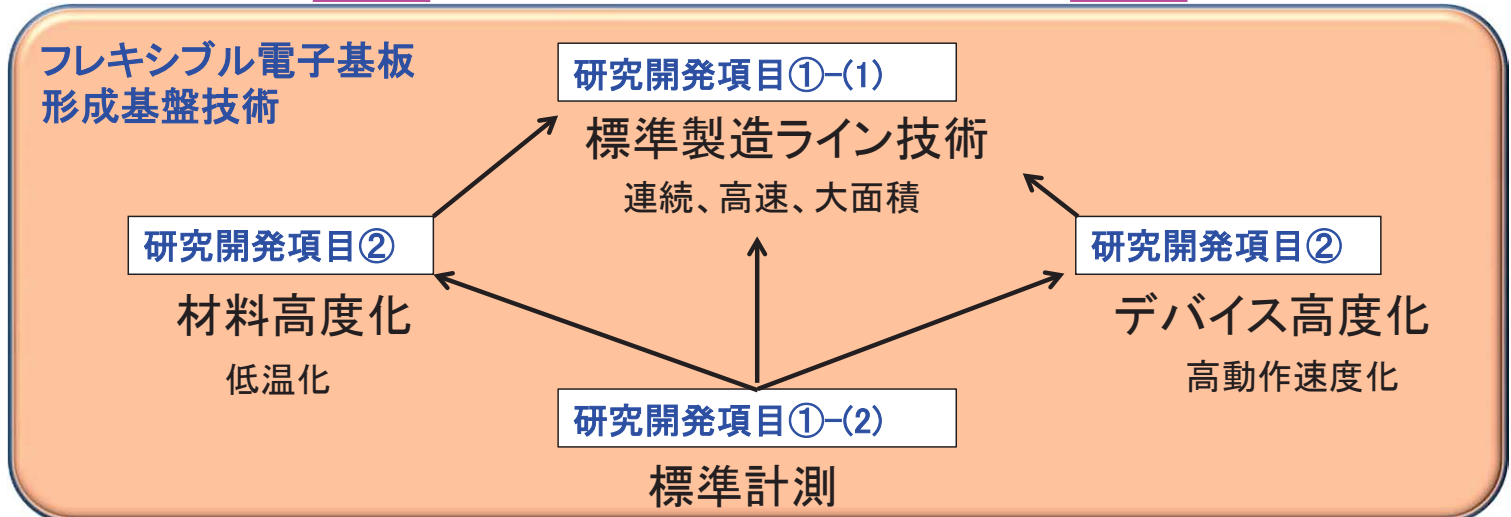 フレキシブル電子基板
形成基盤技術
研究開発項目①-(1)
標準製造ライン技術
連続、高速、大面積
研究開発項目②
材料高度化
低温化
研究開発項目②
デバイス高度化
高動作速度化
研究開発項目①-(2)
標準計測